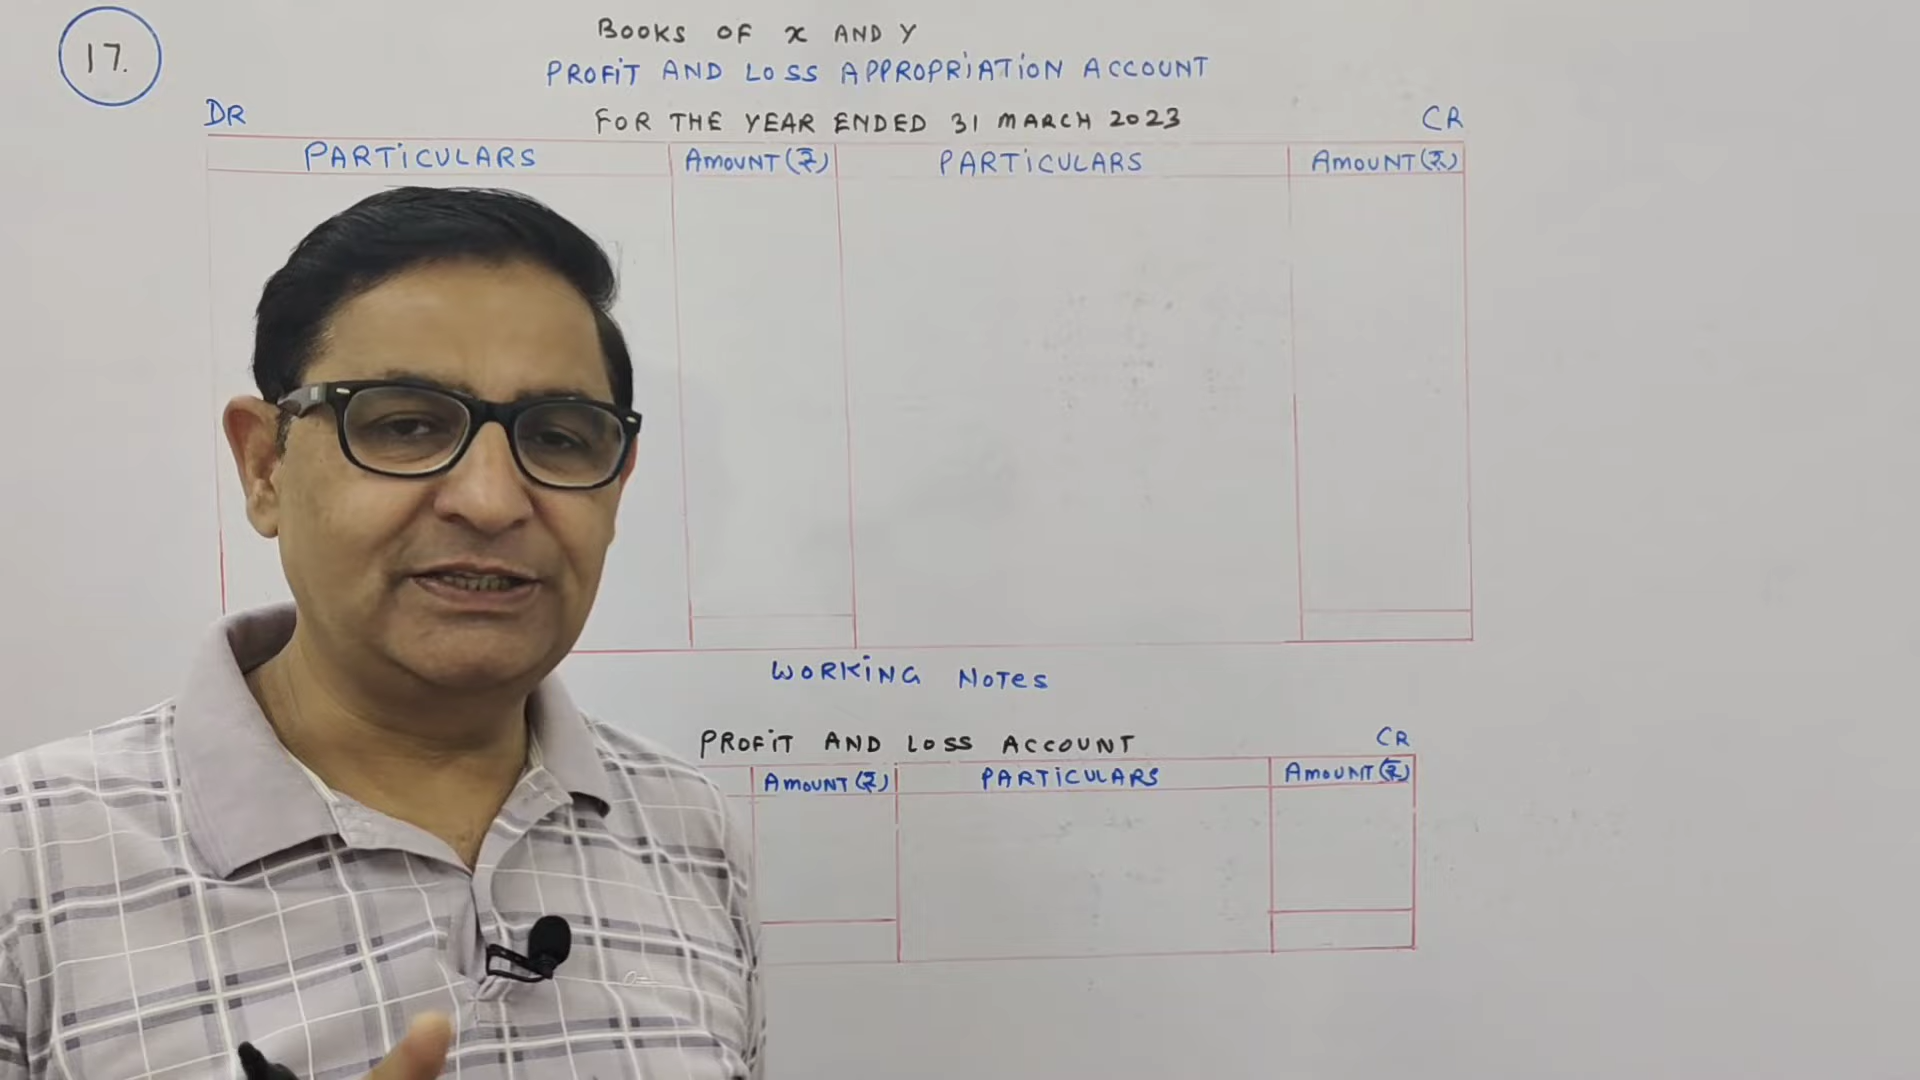 17.
BOOKS OF X AND Y
PROFIT AND LOSS APPROPRIATION ACCOUNT
DR FOR THE YEAR ENDED 31 MARCH 2023 CR
PARTICULARS AMOUNT (₹) PARTICULARS AMOUNT (₹)
WORKING NOTES
PROFIT AND LOSS ACCOUNT CR
AMOUNT (₹) PARTICULARS AMOUNT (₹)